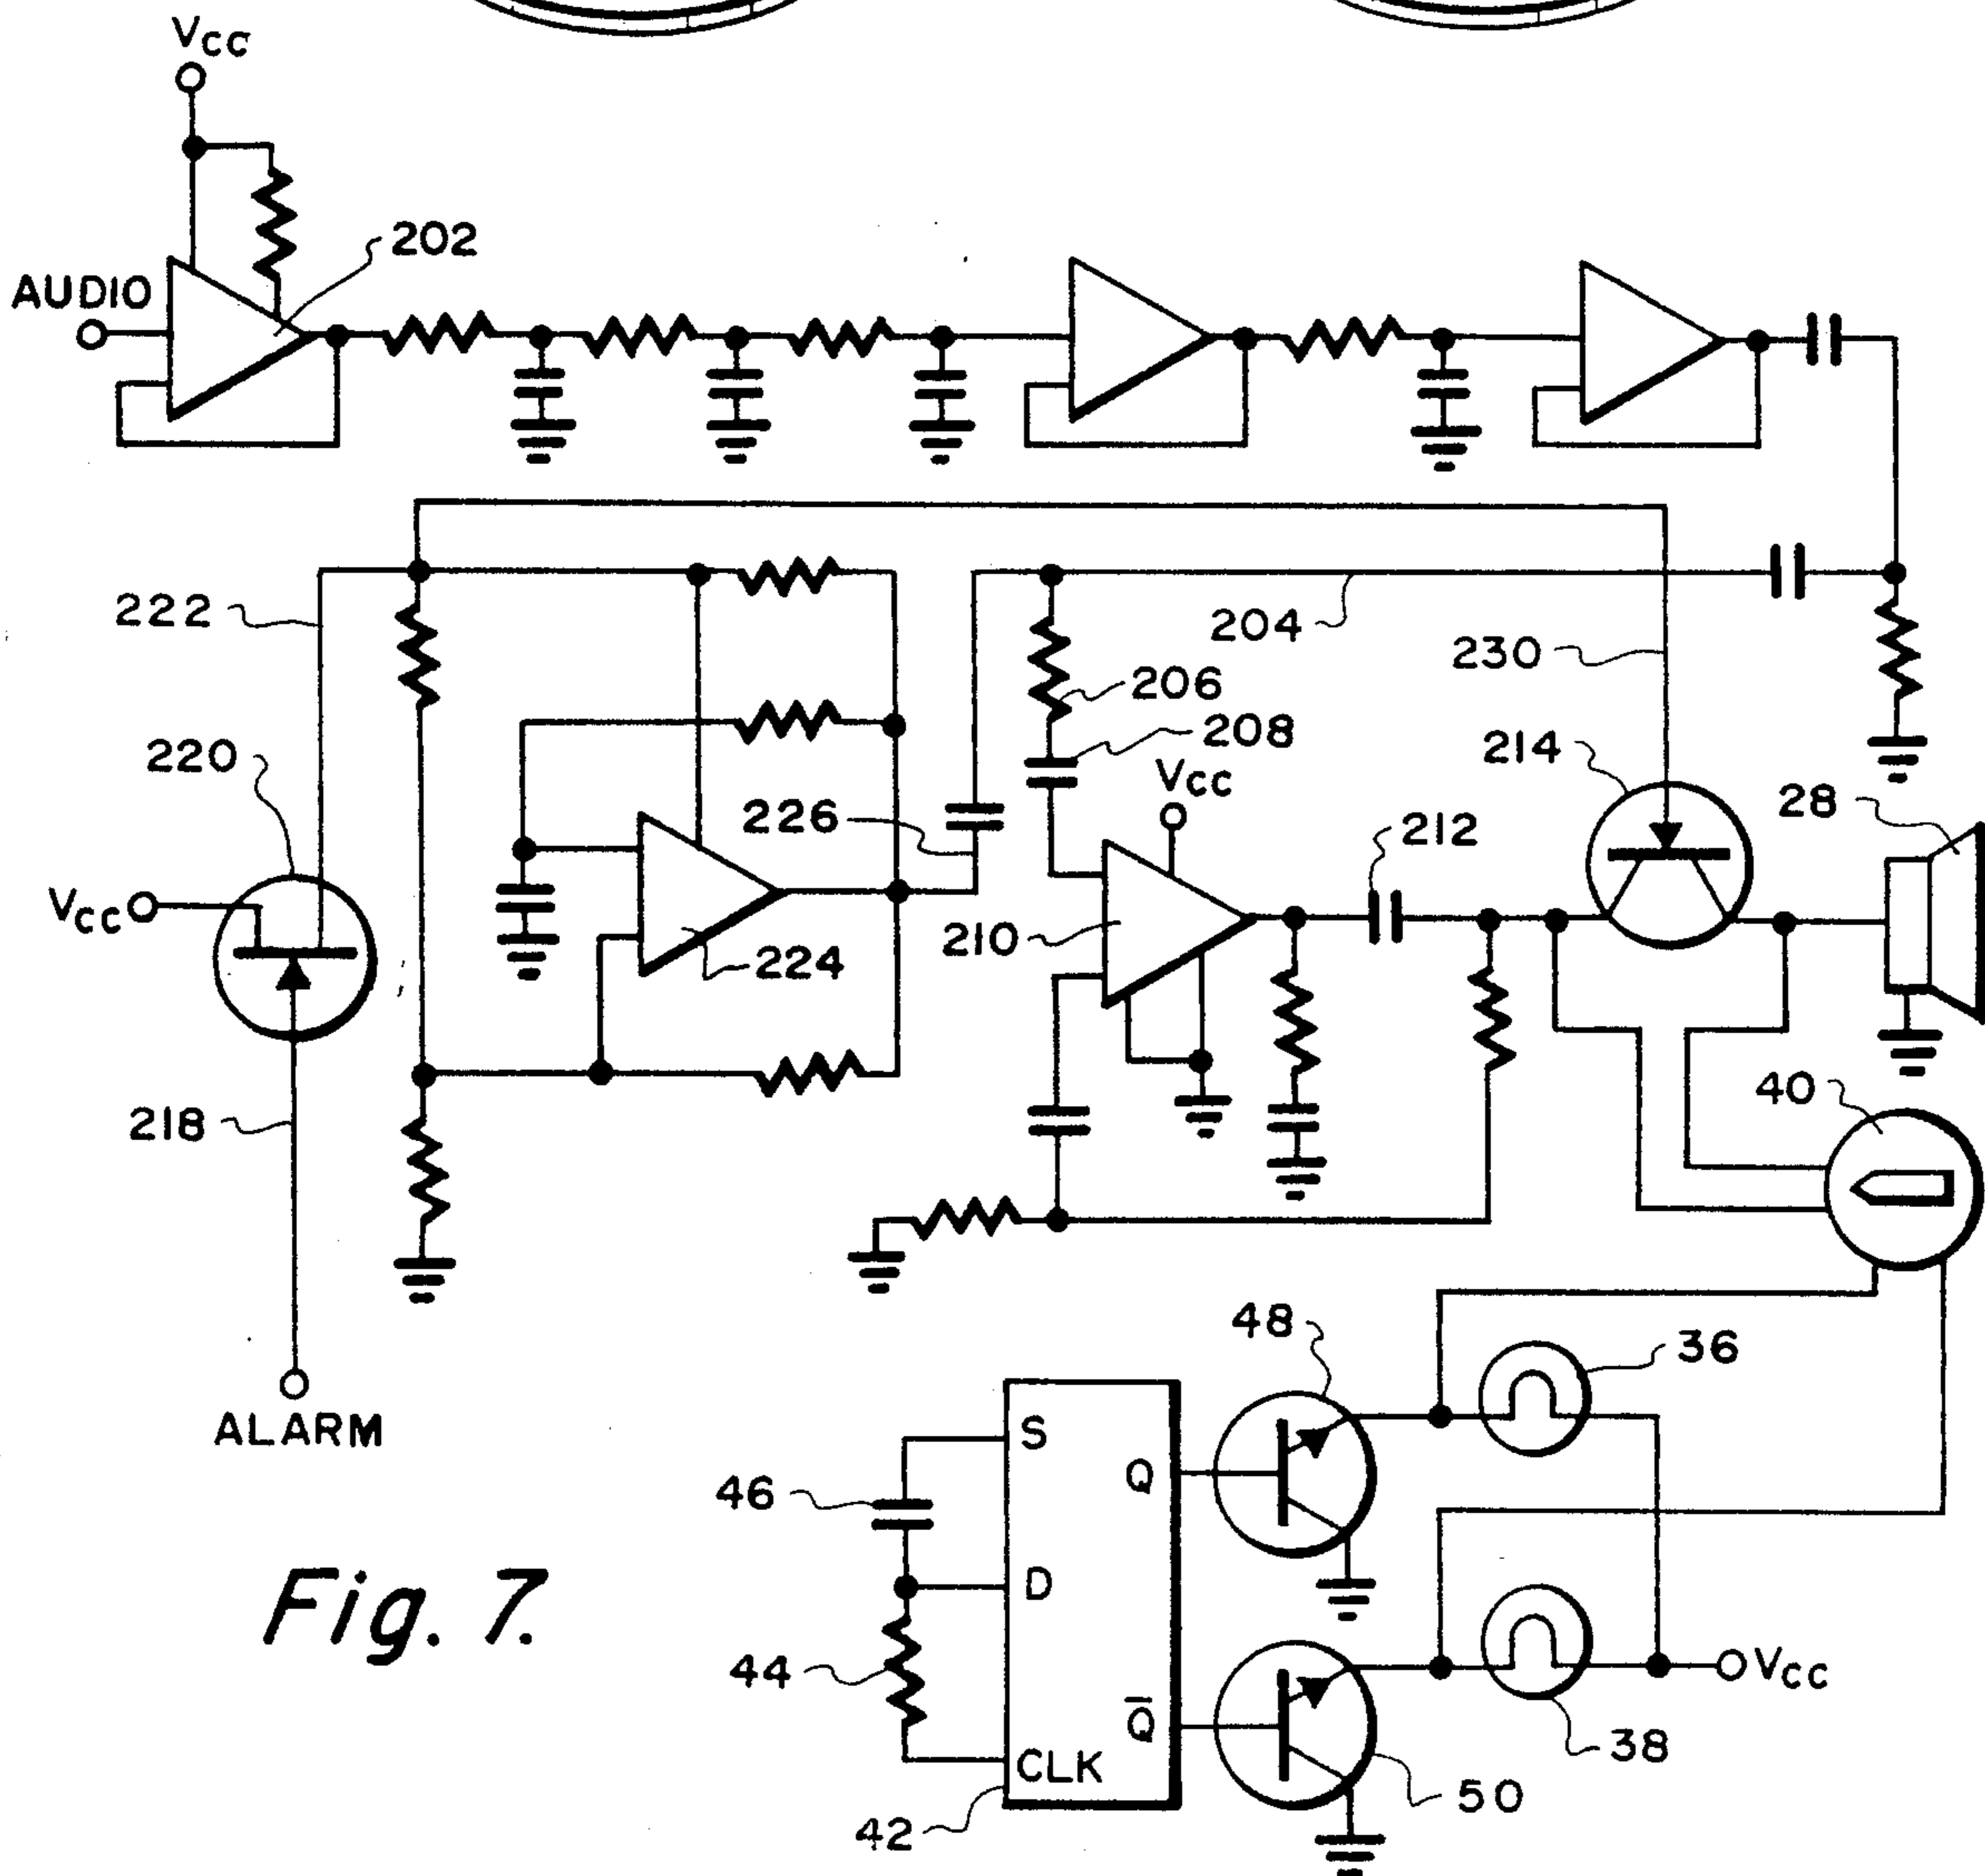 VCC
202
AUDIO
222
204
230
206
208
220
VCC
214
226
28
212
VCC
210
224
40
218
48
36
ALARM
S
Q
46
D
44
Q̅
VCC
CLK
38
50
42
Fig. 7.